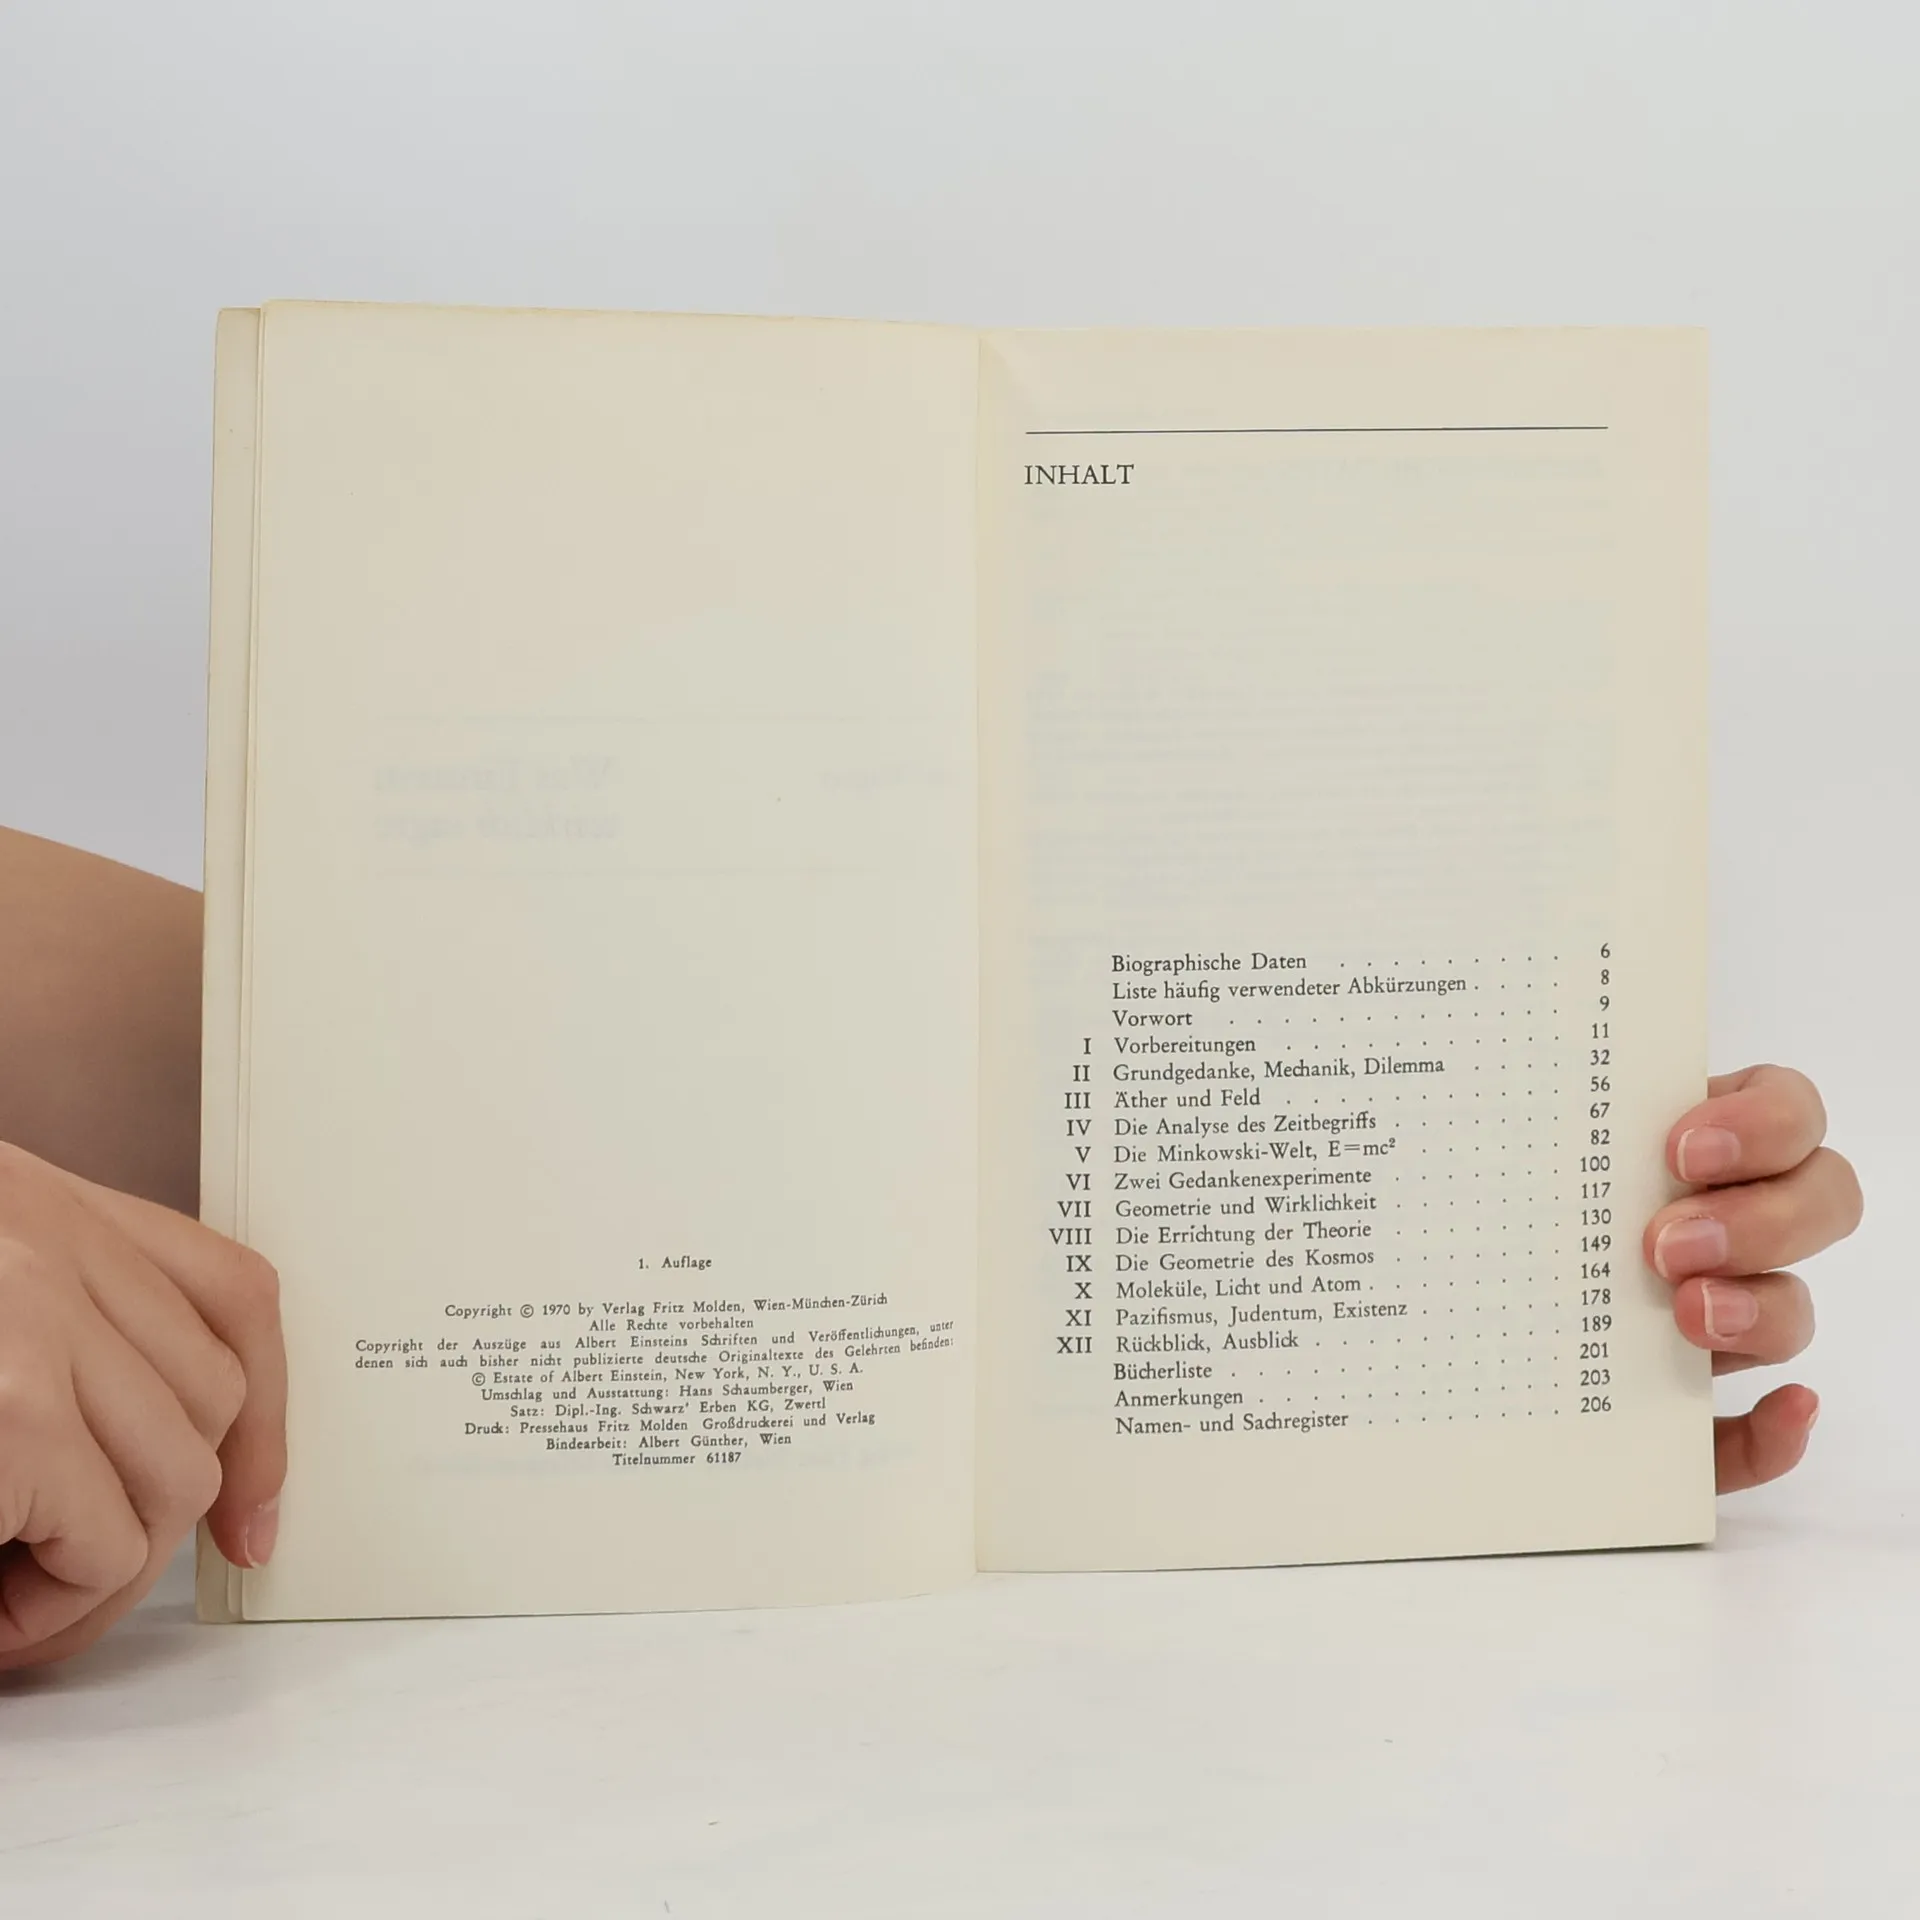 1. Auflage
Copyright © 1970 by Verlag Fritz Molden, Wien-München-Zürich
Alle Rechte vorbehalten
Copyright der Auszüge aus Albert Einsteins Schriften und Veröffentlichungen, unter
denen sich auch bisher nicht publizierte deutsche Originaltexte des Gelehrten befinden:
© Estate of Albert Einstein, New York, N. Y., U. S. A.
Umschlag und Ausstattung: Hans Schaumberger, Wien
Satz: Dipl.-Ing. Schwarz' Erben KG, Zwettl
Druck: Pressehaus Fritz Molden Großdruckerei und Verlag
Bindearbeit: Albert Günther, Wien
Titelnummer 61187
INHALT
Biographische Daten . . . . . . . . . 6
Liste häufig verwendeter Abkürzungen . . . . 8
Vorwort . . . . . . . . . . . . . 9
I Vorbereitungen . . . . . . . . . . . 11
II Grundgedanke, Mechanik, Dilemma . . . . 32
III Äther und Feld . . . . . . . . . . . 56
IV Die Analyse des Zeitbegriffs . . . . . . . 67
V Die Minkowski-Welt, E=mc² . . . . . . 82
VI Zwei Gedankenexperimente . . . . . . . 100
VII Geometrie und Wirklichkeit . . . . . . . 117
VIII Die Errichtung der Theorie . . . . . . . 130
IX Die Geometrie des Kosmos . . . . . . . 149
X Moleküle, Licht und Atom . . . . . . . . 164
XI Pazifismus, Judentum, Existenz . . . . . . 178
XII Rückblick, Ausblick . . . . . . . . . . 189
Bücherliste . . . . . . . . . . . . . 201
Anmerkungen . . . . . . . . . . . . 203
Namen- und Sachregister . . . . . . . . 206